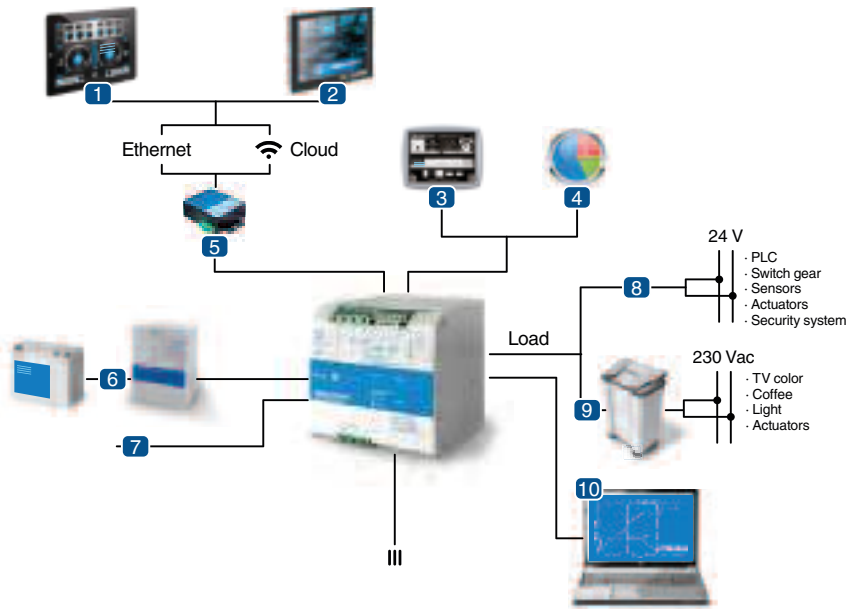 1
2
Ethernet
Cloud
3
4
5
24 V
· PLC
· Switch gear
· Sensors
· Actuators
· Security system
8
Load
6
230 Vac
· TV color
· Coffee
· Light
· Actuators
9
7
10